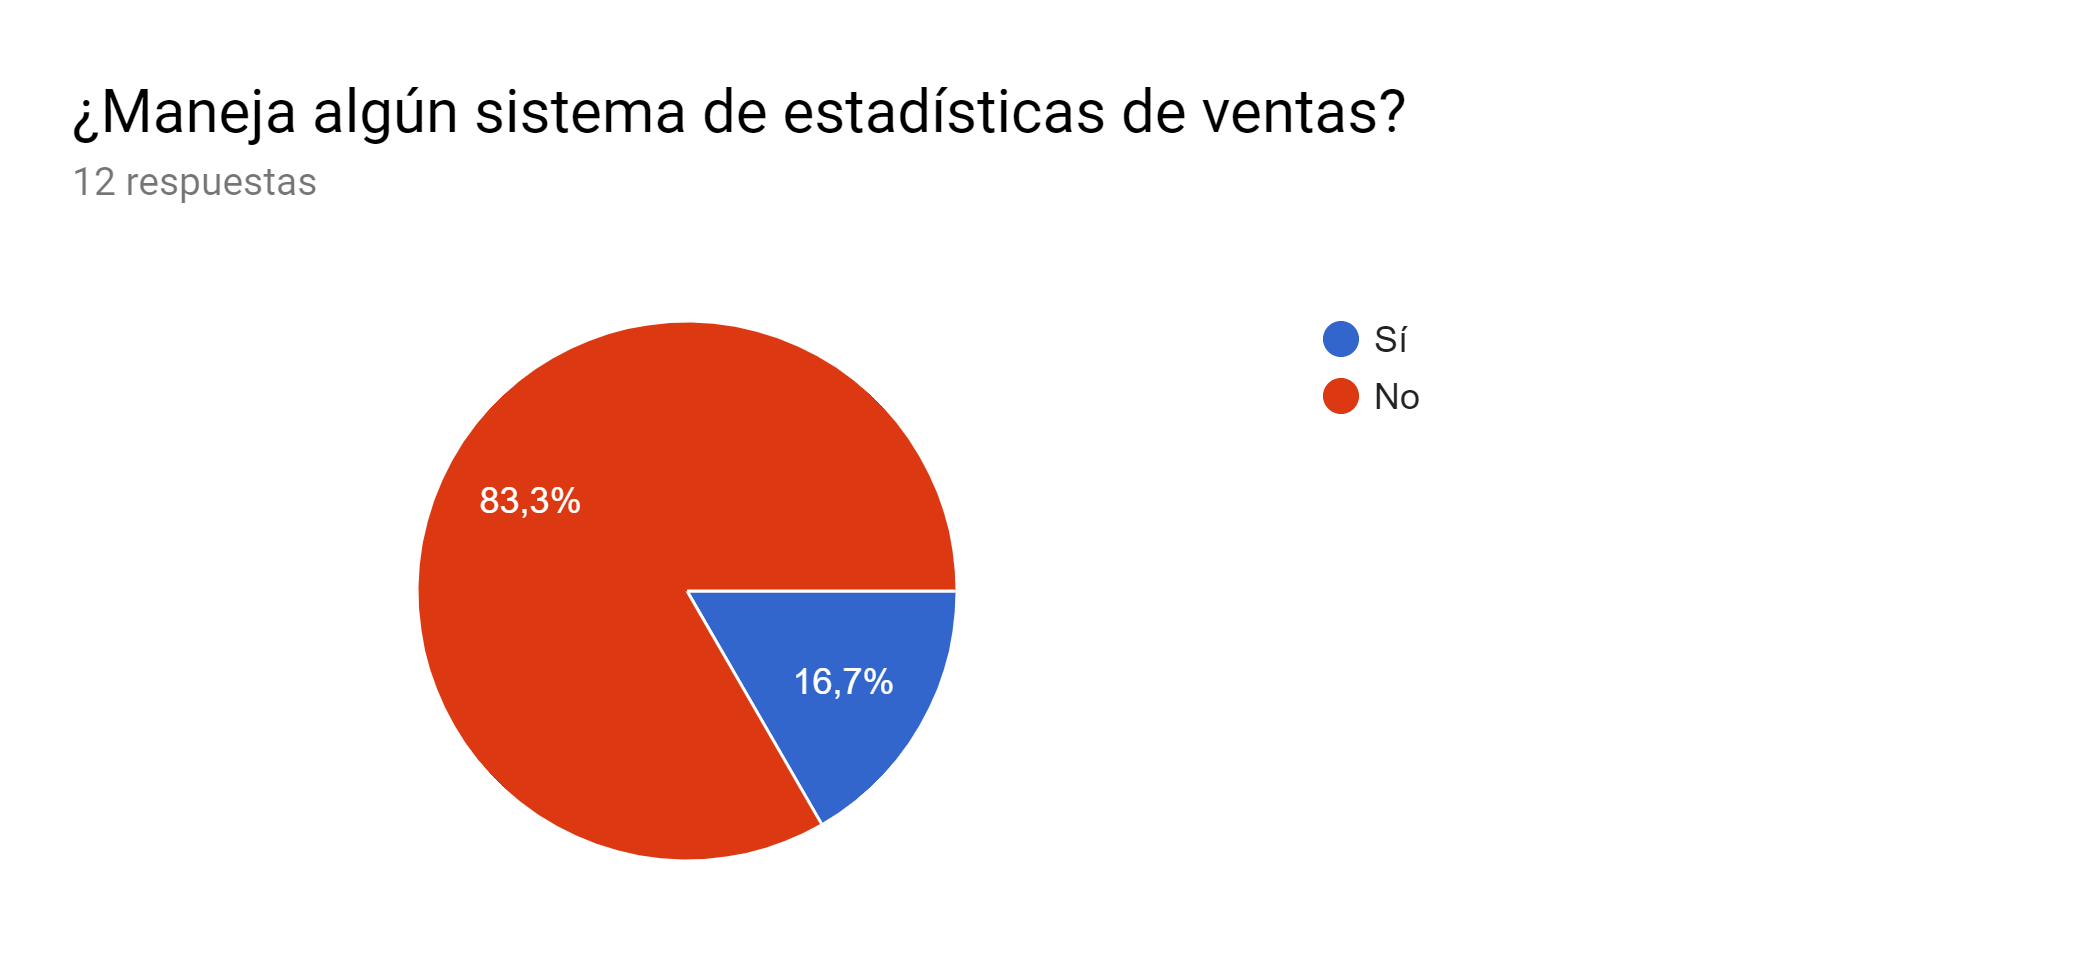 ¿Maneja algún sistema de estadísticas de ventas?
12 respuestas
Sí
No
83,3%
16,7%